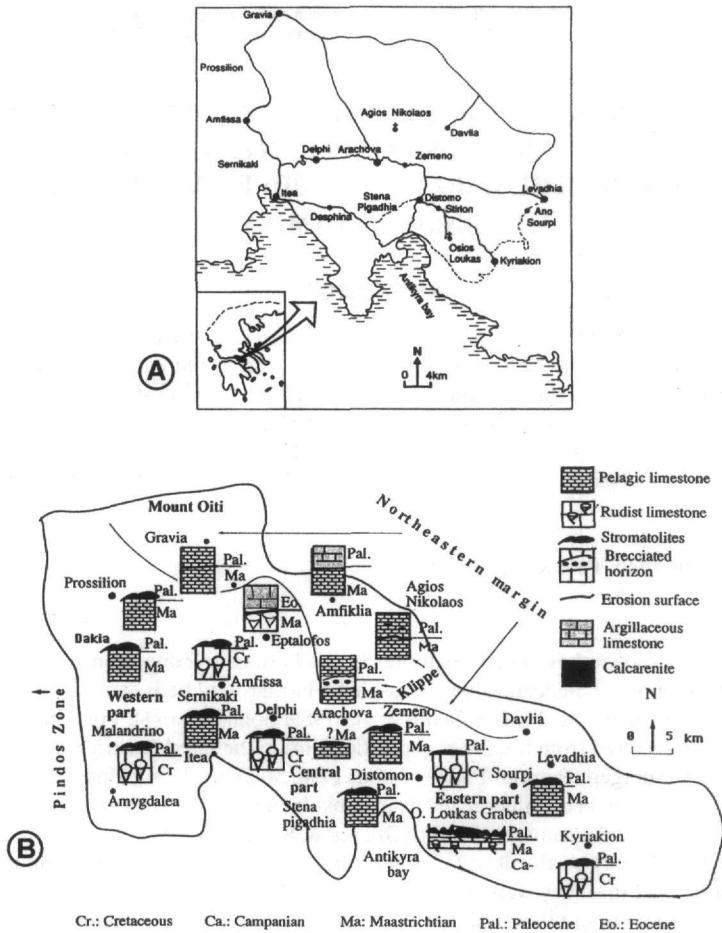 Gravia
Prossilion
Amfissa
Agios Nikolaos
Davlia
Delphi
Arachova
Zemeno
Sernikaki
Itea
Stena
Pigadhia
Distomo
Levadhia
Desphina
Stirion
Ano
Sourpi
Osios
Loukas
Kyriakion
Antikyra bay
N
0 4km
A
Mount Oiti
Northeastern margin
Pelagic limestone
Rudist limestone
Stromatolites
Brecciated
horizon
Erosion surface
Argillaceous
limestone
Calcarenite
Gravia
Pal.
Ma
Pal.
Ma
Amfiklia
Prossilion
Pal.
Ma
Eo.
Ma
Eptalofos
Agios
Nikolaos
Pal.
Ma
Dakia
Pal.
Ma
Pal.
Cr
Amfissa
Klippe
Pal.
Ma
Arachova
N
0 5
km
Pindos Zone
Western
part
Sernikaki
Malandrino
Pal.
Cr
Pal.
Ma
Itea
Delphi
Pal.
Cr
?Ma
Central
part
Zemeno
Pal.
Ma
Davlia
Levadhia
Pal.
Cr
Sourpi
Pal.
Ma
Distomon
Eastern part
Amygdalea
Stena
pigadhia
Pal.
Ma
O. Loukas Graben
Pal.
Ma
Ca-
Kyriakion
Pal.
Cr
Antikyra
bay
B
Cr.: Cretaceous Ca.: Campanian Ma: Maastrichtian Pal.: Paleocene Eo.: Eocene